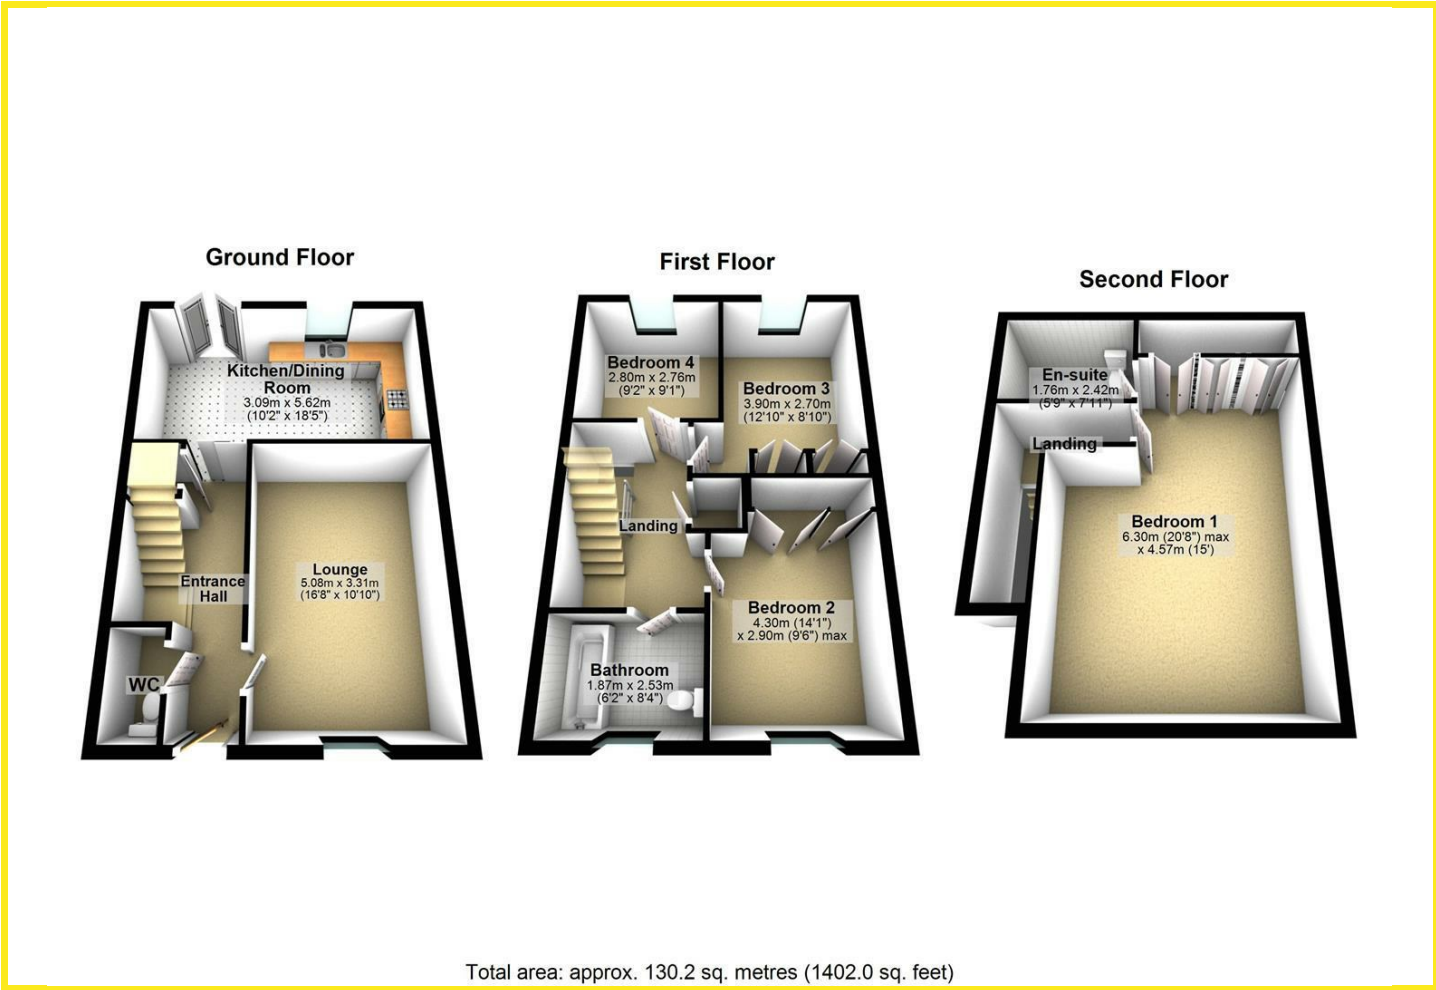 Ground Floor
Kitchen/Dining
Room
3.09m x 5.62m
(10'2" x 18'5")
Lounge
5.08m x 3.31m
(16'8" x 10'10")
Entrance
Hall
WC
First Floor
Bedroom 4
2.80m x 2.76m
(9'2" x 9'1")
Bedroom 3
3.90m x 2.70m
(12'10" x 8'10")
Landing
Bedroom 2
4.30m (14'1")
x 2.90m (9'6") max
Bathroom
1.87m x 2.53m
(6'2" x 8'4")
Second Floor
En-suite
1.76m x 2.42m
(5'9" x 7'11")
Landing
Bedroom 1
6.30m (20'8") max
x 4.57m (15')
Total area: approx. 130.2 sq. metres (1402.0 sq. feet)